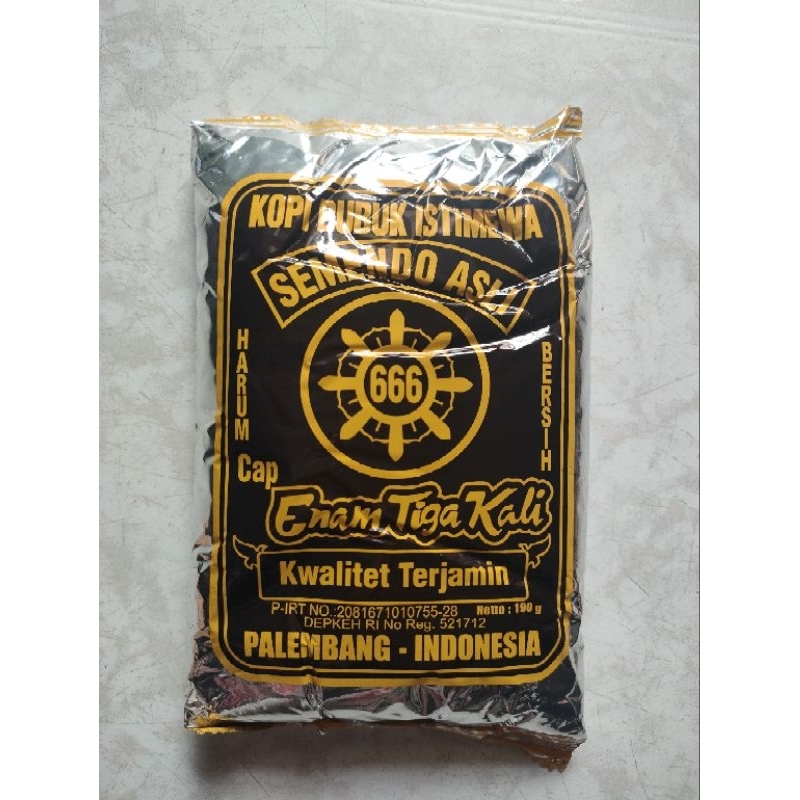 KOPI BUBUK ISTIMEWA
SEMENDO ASLI
HARUM
666
BERSIH
Cap
Enam Tiga Kali
Kwalitet Terjamin
P-IRT NO.:2081671010755-28 Netto : 190 g
DEPKEH RI No Reg. 521712
PALEMBANG - INDONESIA